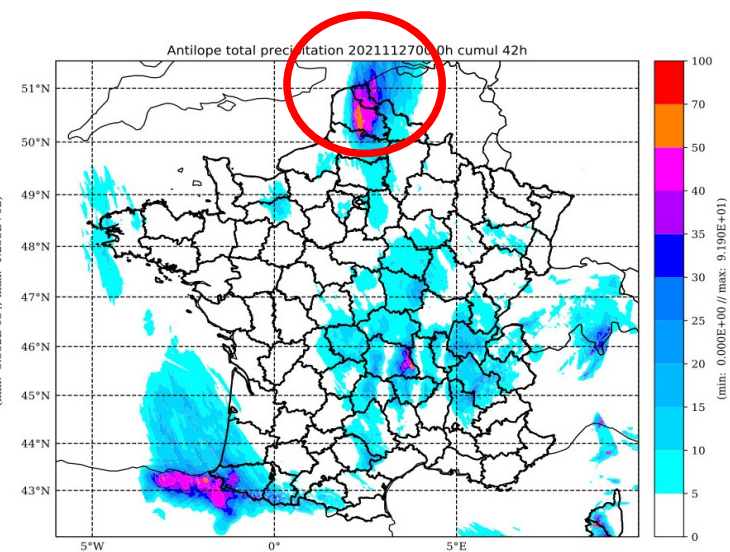 Antilope total precipitation 2021112700 0h cumul 42h
51°N
50°N
49°N
48°N
47°N
46°N
45°N
44°N
43°N
5°W
0°
5°E
100
70
50
40
35
30
25
20
15
10
5
0
(min: 0.000E+00 // max: 9.190E+01)